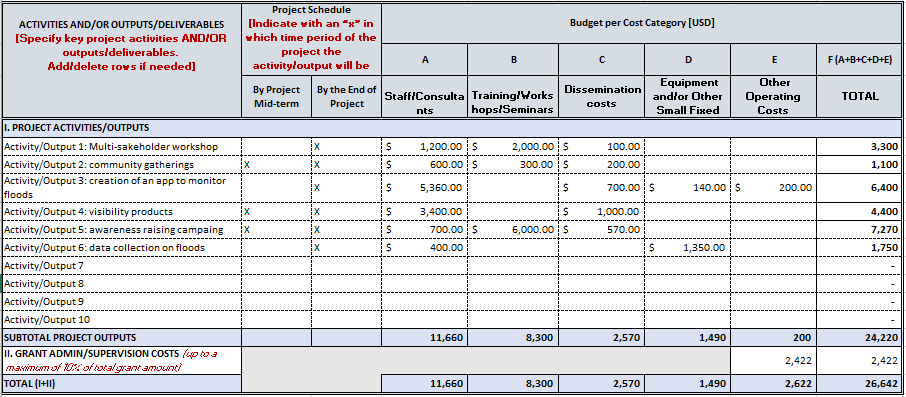 ACTIVITIES AND/OR OUTPUTS/DELIVERABLES
[Specify key project activities AND/OR
outputs/deliverables.
Add/delete rows if needed]
Project Schedule
[Indicate with an "x" in
which time period of the
project the
activity/output will be
By Project
Mid-term
By the End of
Project
Budget per Cost Category [USD]
A B C D E F (A+B+C+D+E)
Staff/Consulta
nts
Training/Works
hops/Seminars
Dissemination
costs
Equipment
and/or Other
Small Fixed
Other
Operating
Costs
TOTAL
I. PROJECT ACTIVITIES/OUTPUTS
Activity/Output 1: Multi-sakeholder workshop X $ 1,200.00 $ 2,000.00 $ 100.00 3,300
Activity/Output 2: community gatherings X X $ 600.00 $ 300.00 $ 200.00 1,100
Activity/Output 3: creation of an app to monitor
floods X $ 5,360.00 $ 700.00 $ 140.00 $ 200.00 6,400
Activity/Output 4: visibility products X X $ 3,400.00 $ 1,000.00 4,400
Activity/Output 5: awareness raising campaing X X $ 700.00 $ 6,000.00 $ 570.00 7,270
Activity/Output 6: data collection on floods X $ 400.00 $ 1,350.00 1,750
Activity/Output 7 -
Activity/Output 8 -
Activity/Output 9 -
Activity/Output 10 -
SUBTOTAL PROJECT OUTPUTS 11,660 8,300 2,570 1,490 200 24,220
II. GRANT ADMIN/SUPERVISION COSTS (up to a
maximum of 10% of total grant amount) 2,422 2,422
TOTAL (I+II) 11,660 8,300 2,570 1,490 2,622 26,642